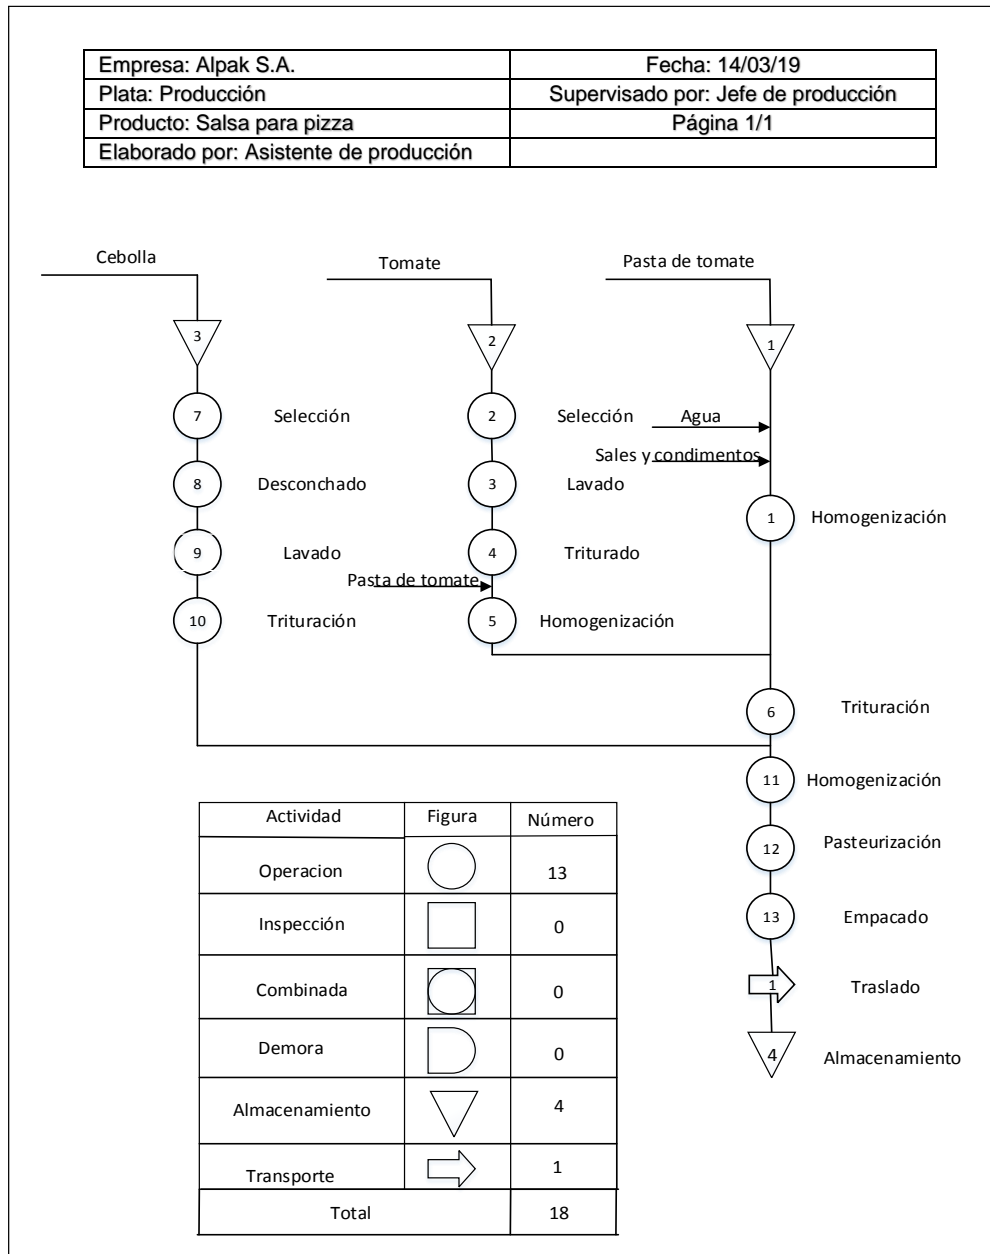 Empresa: Alpak S.A. Fecha: 14/03/19
Plata: Producción Supervisado por: Jefe de producción
Producto: Salsa para pizza Página 1/1
Elaborado por: Asistente de producción
Cebolla Tomate Pasta de tomate
3 2 1
7 Selección 2 Selección Agua
Sales y condimentos
8 Desconchado 3 Lavado
1 Homogenización
9 Lavado 4 Triturado
Pasta de tomate
10 Trituración 5 Homogenización
6 Trituración
11 Homogenización
12 Pasteurización
13 Empacado
1 Traslado
4 Almacenamiento
Actividad Figura Número
Operacion 13
Inspección 0
Combinada 0
Demora 0
Almacenamiento 4
Transporte 1
Total 18